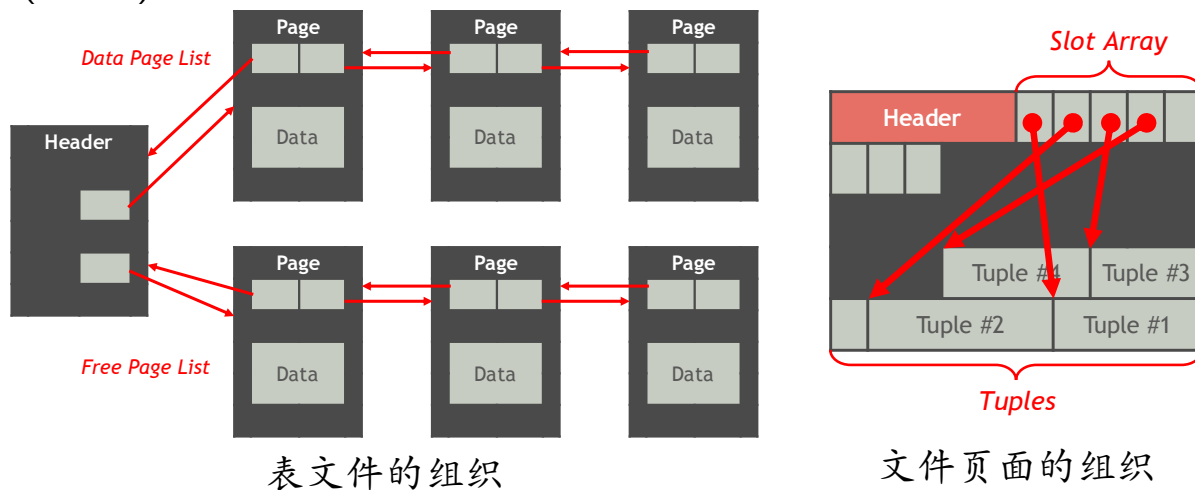 Data Page List
Header
Page
Data
Page
Data
Page
Data
Free Page List
Page
Data
Page
Data
Page
Data
表文件的组织
Slot Array
Header
Tuple #4
Tuple #3
Tuple #2
Tuple #1
Tuples
文件页面的组织